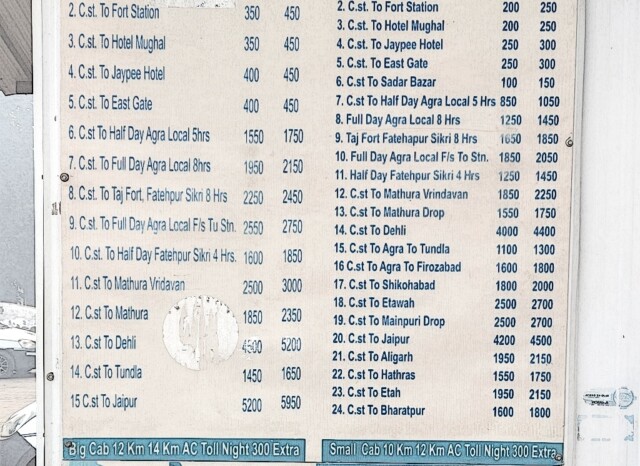 2. C.st. To Fort Station 350 450
3. C.st. To Hotel Mughal 350 450
4. C.st. To Jaypee Hotel 400 450
5. C.st. To East Gate 400 450
6. C.st To Half Day Agra Local 5hrs 1550 1750
7. C.st To Full Day Agra Local 8hrs 1950 2150
8. C.st. To Taj Fort, Fatehpur Sikri 8 Hrs 2250 2450
9. C.st. To Full Day Agra Local F/s Tu Stn. 2550 2750
10. C.st. To Half Day Fatehpur Sikri 4 Hrs. 1600 1850
11. C.st To Mathura Vridavan 2500 3000
12 C.st To Mathura 1850 2350
13. C.st To Dehli 4500 5200
14. C.st To Tundla 1450 1650
15 C.st To Jaipur 5200 5950
Big Cab 12 Km 14 Km AC Toll Night 300 Extra
2. C.st. To Fort Station 200 250
3. C.st To Hotel Mughal 200 250
4. C.st To Jaypee Hotel 250 300
5. C.st To East Gate 250 300
6. C.st To Sadar Bazar 100 150
7. C.st To Half Day Agra Local 5 Hrs 850 1050
8. Full Day Agra Local 8 Hrs 1250 1450
9. Taj Fort Fatehapur Sikri 8 Hrs 1650 1850
10. Full Day Agra Local F/s To Stn. 1850 2050
11. Half Day Fatehpur Sikri 4 Hrs 1250 1450
12. C.st To Mathura Vrindavan 1850 2250
13. C.st To Mathura Drop 1550 1750
14. C.st To Dehli 4000 4400
15. C.st To Agra To Tundla 1100 1300
16 C.st To Agra To Firozabad 1600 1800
17. C.st To Shikohabad 1800 2000
18. C.st To Etawah 2500 2700
19. C.st To Mainpuri Drop 2500 2700
20. C.st To Jaipur 4200 4500
21. C.st To Aligarh 1950 2150
22. C.st To Hathras 1550 1750
23. C.st To Etah 1950 2150
24. C.st To Bharatpur 1600 1800
Small Cab 10 Km 12 Km AC Toll Night 300 Extra